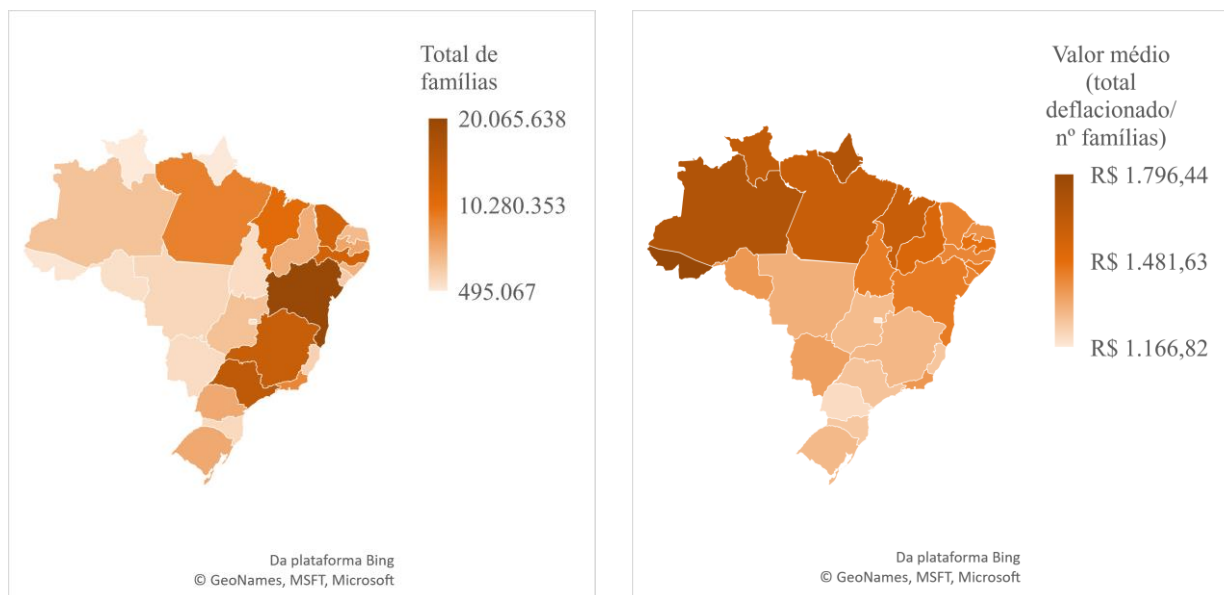 Total de
famílias
20.065.638
10.280.353
495.067
Da plataforma Bing
© GeoNames, MSFT, Microsoft
Valor médio
(total
deflacionado/
nº famílias)
R$ 1.796,44
R$ 1.481,63
R$ 1.166,82
Da plataforma Bing
© GeoNames, MSFT, Microsoft